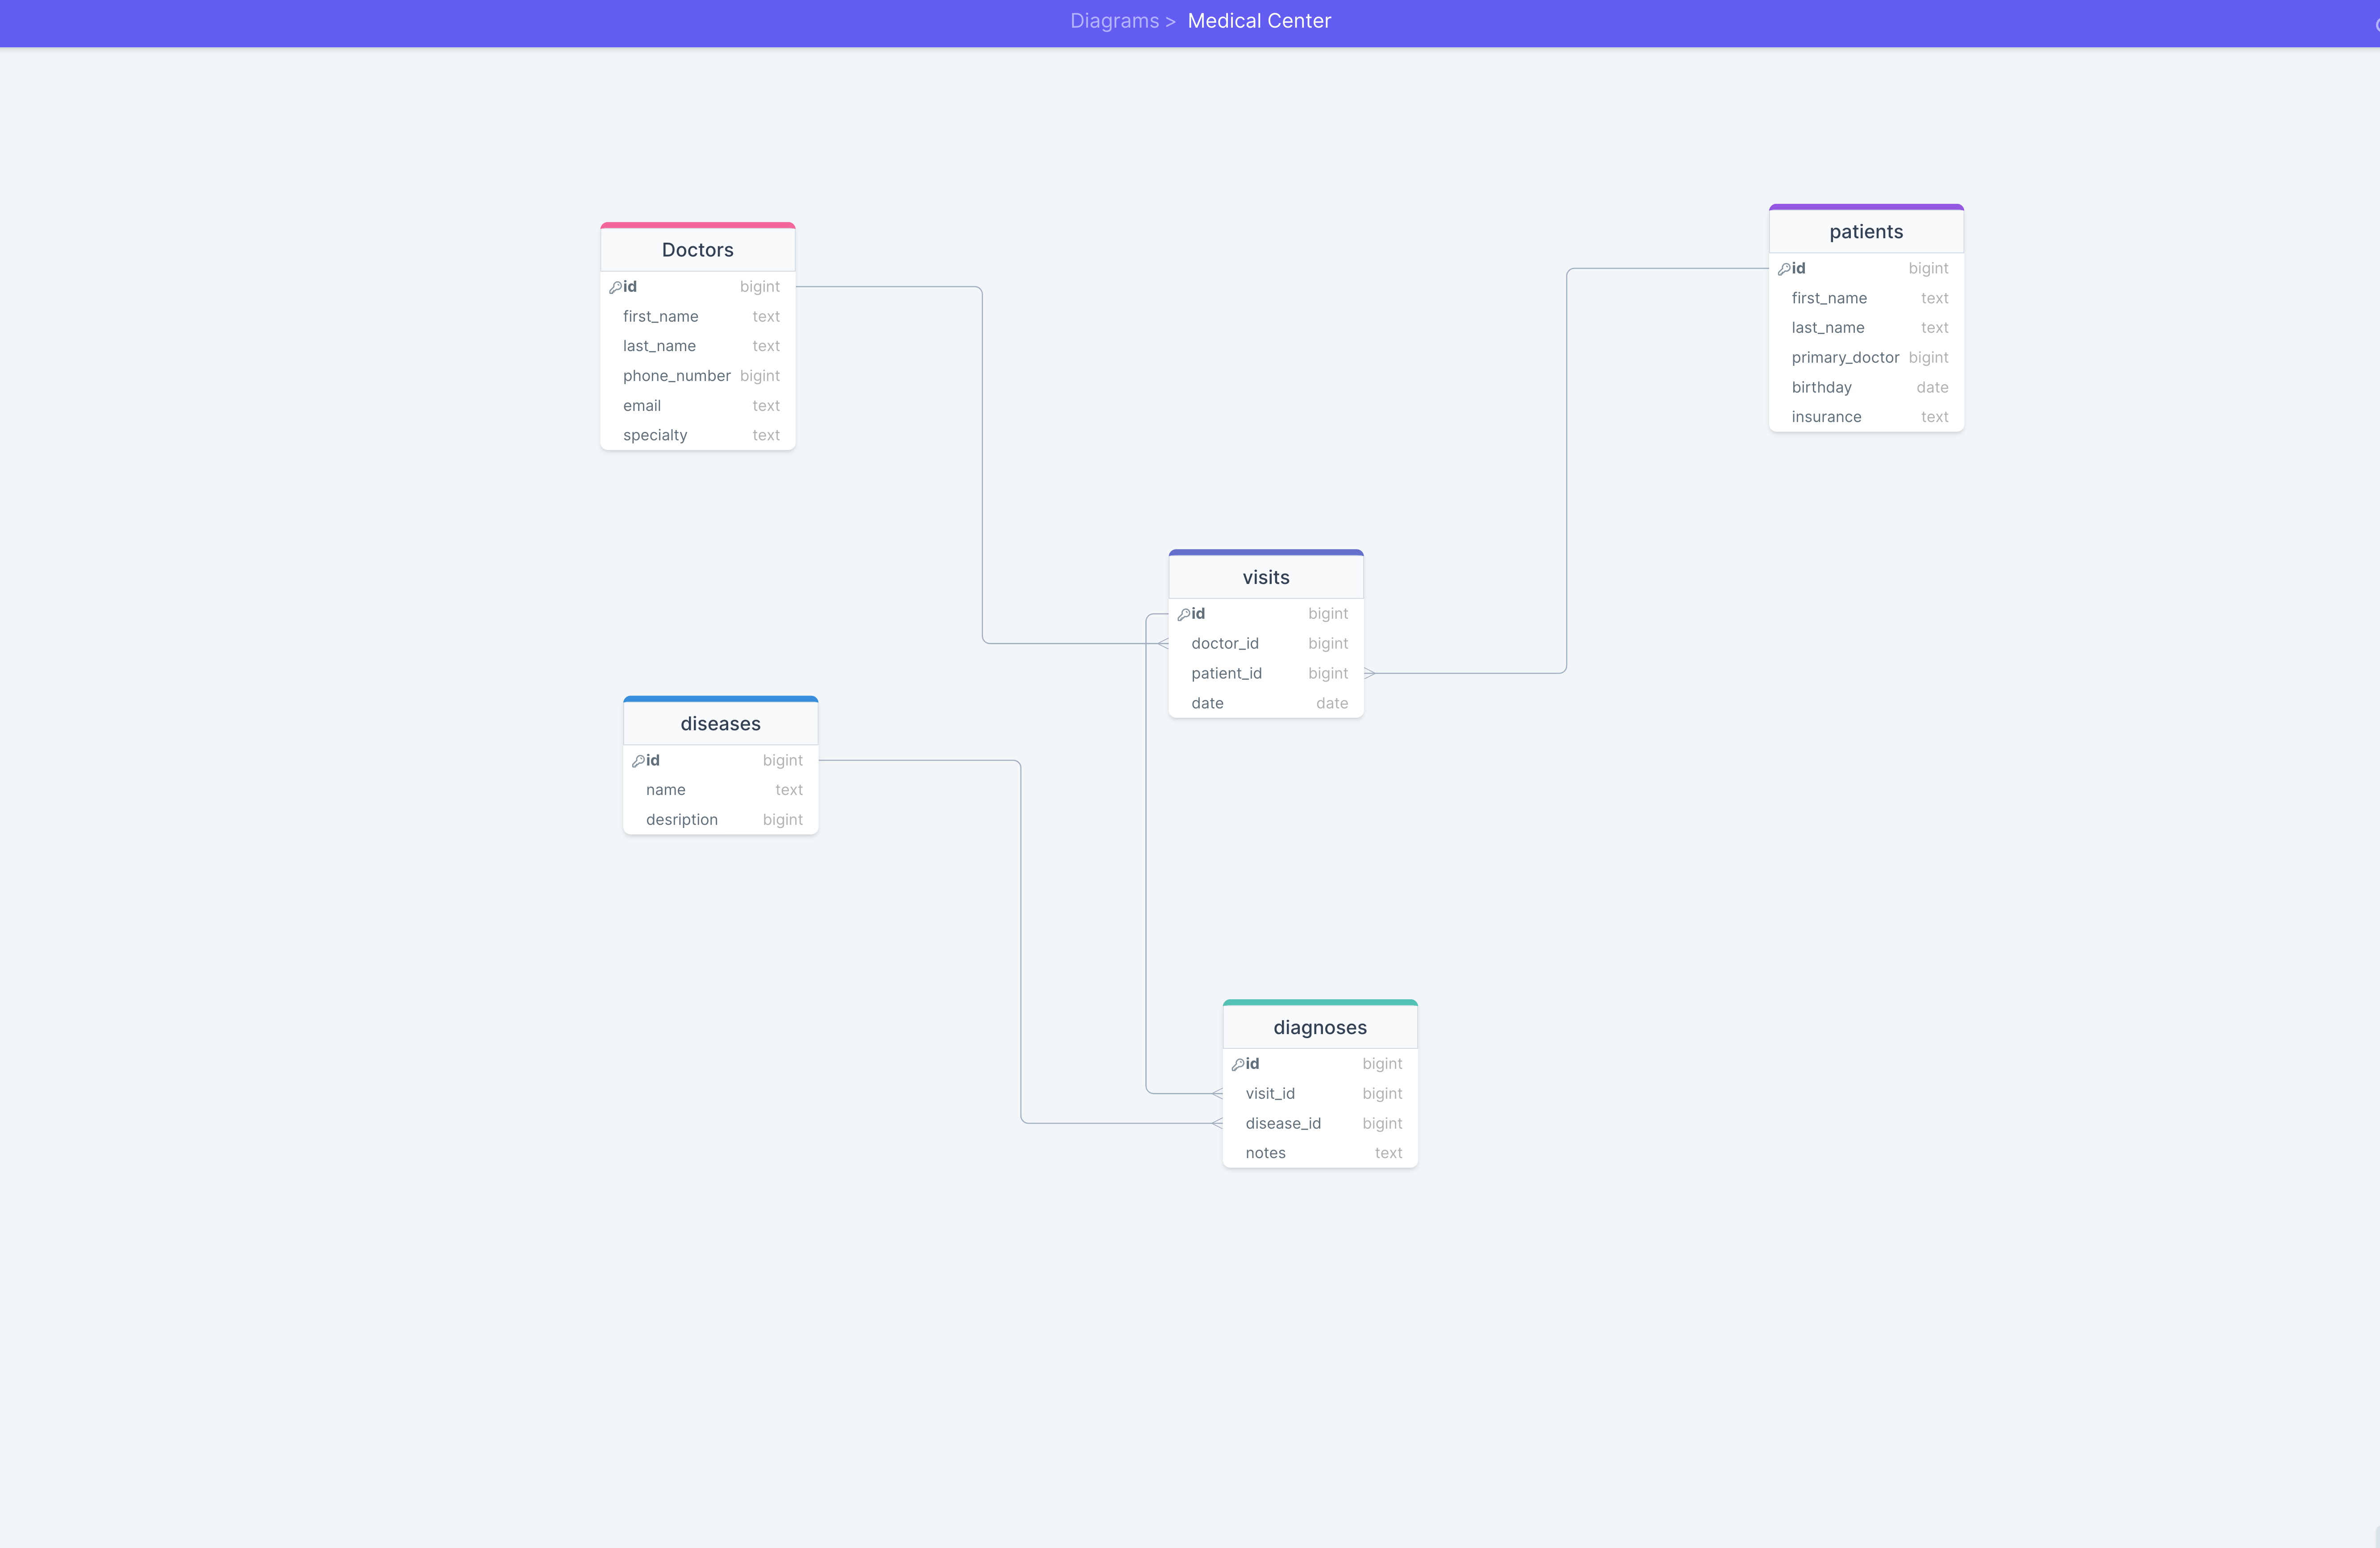 Diagrams > Medical Center
Doctors
id bigint
first_name text
last_name text
phone_number bigint
email text
specialty text
patients
id bigint
first_name text
last_name text
primary_doctor bigint
birthday date
insurance text
visits
id bigint
doctor_id bigint
patient_id bigint
date date
diseases
id bigint
name text
desription bigint
diagnoses
id bigint
visit_id bigint
disease_id bigint
notes text